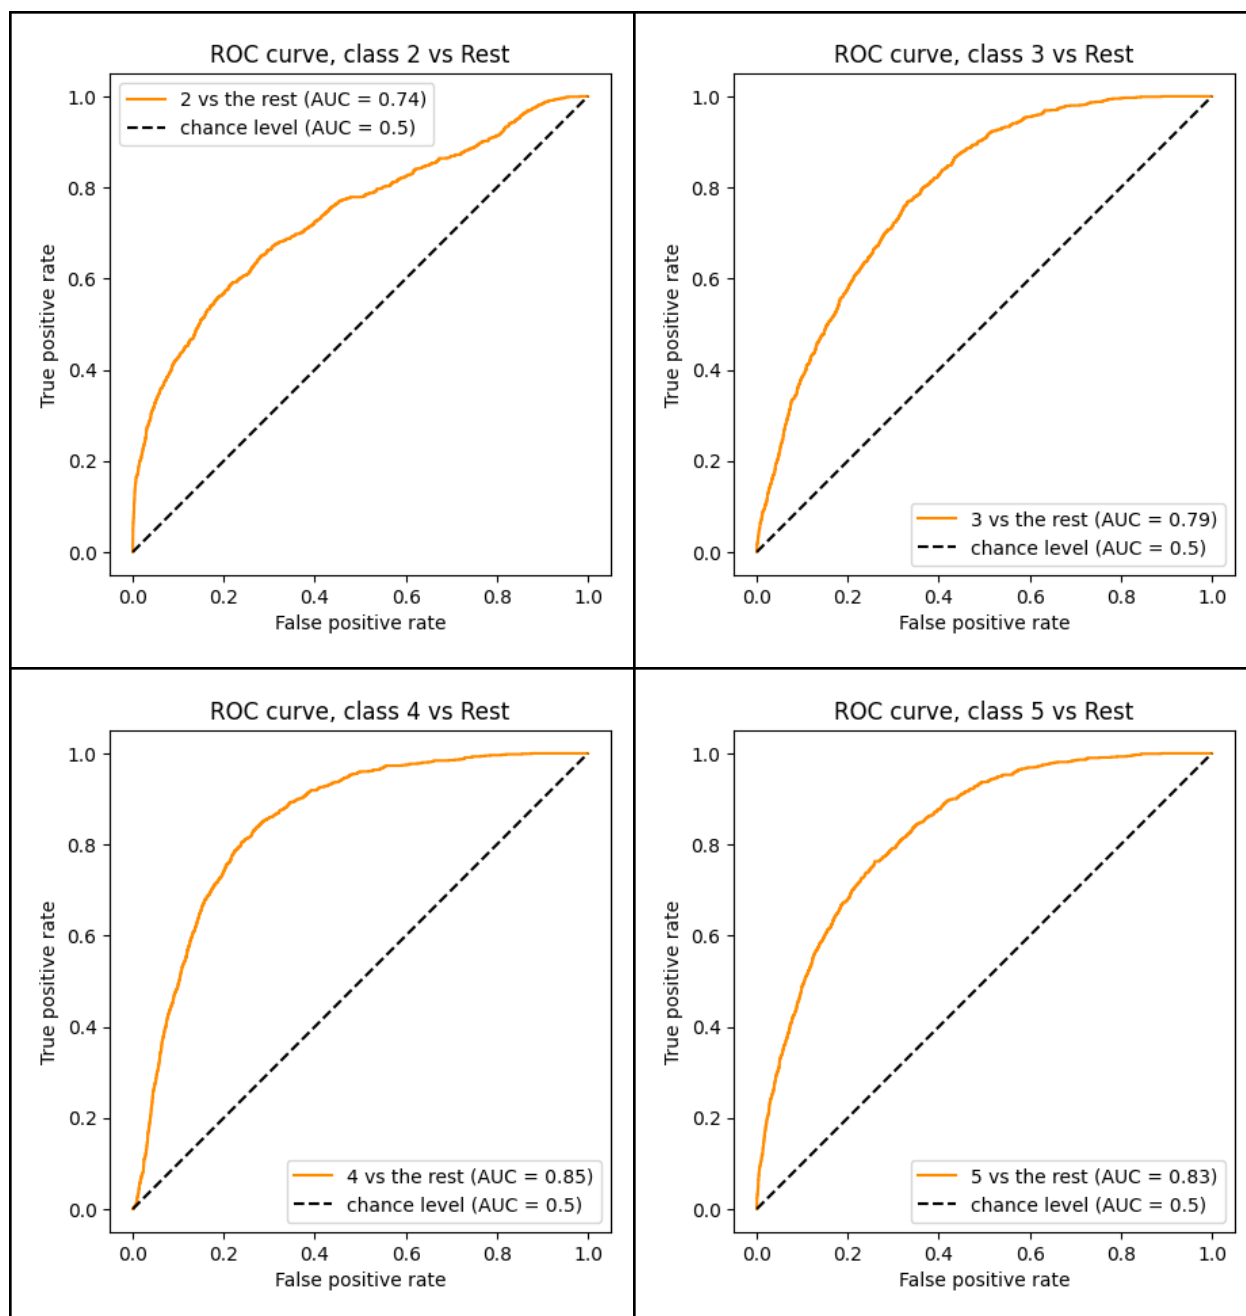 ROC curve, class 2 vs Rest
2 vs the rest (AUC = 0.74)
chance level (AUC = 0.5)
True positive rate
1.0
0.8
0.6
0.4
0.2
0.0
0.0 0.2 0.4 0.6 0.8 1.0
False positive rate
ROC curve, class 3 vs Rest
True positive rate
1.0
0.8
0.6
0.4
0.2
0.0
3 vs the rest (AUC = 0.79)
chance level (AUC = 0.5)
0.0 0.2 0.4 0.6 0.8 1.0
False positive rate
ROC curve, class 4 vs Rest
True positive rate
1.0
0.8
0.6
0.4
0.2
0.0
4 vs the rest (AUC = 0.85)
chance level (AUC = 0.5)
0.0 0.2 0.4 0.6 0.8 1.0
False positive rate
ROC curve, class 5 vs Rest
True positive rate
1.0
0.8
0.6
0.4
0.2
0.0
5 vs the rest (AUC = 0.83)
chance level (AUC = 0.5)
0.0 0.2 0.4 0.6 0.8 1.0
False positive rate